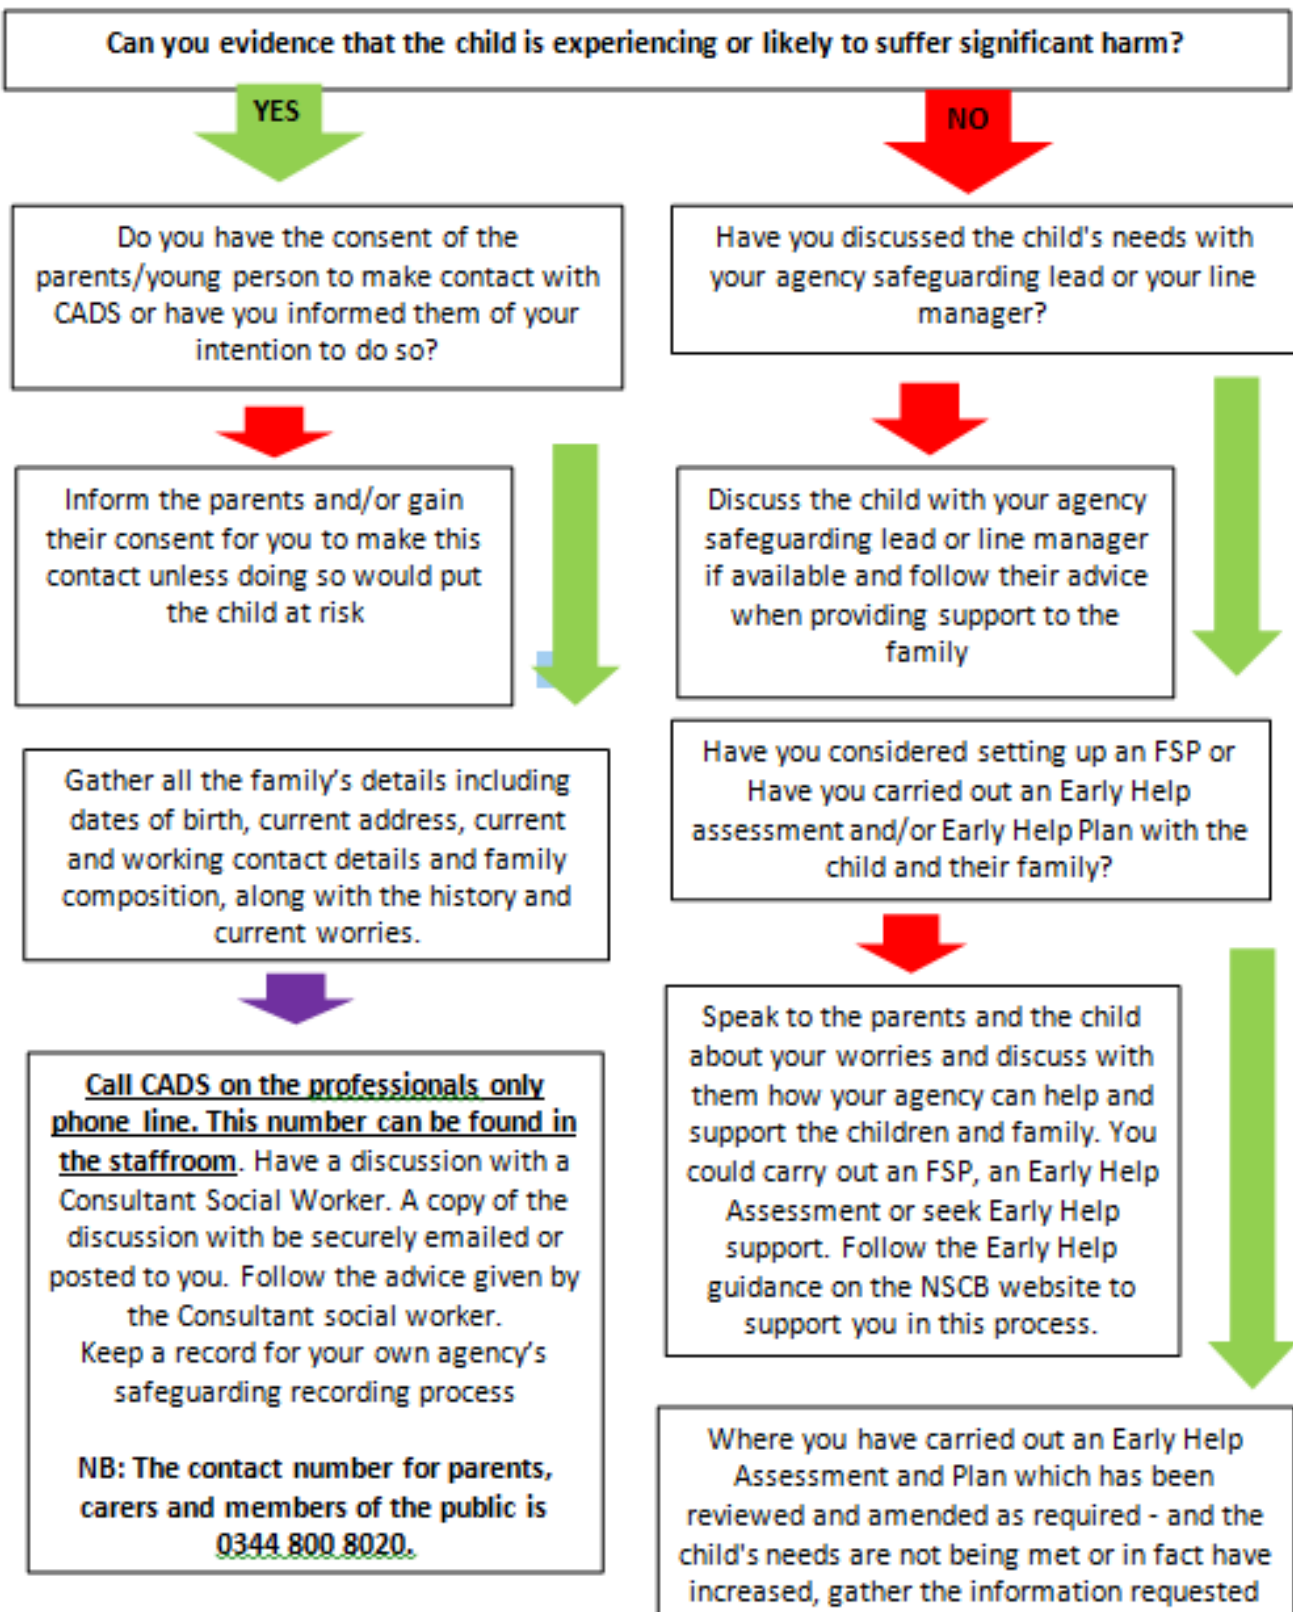 Can you evidence that the child is experiencing or likely to suffer significant harm?
YES
NO
Do you have the consent of the
parents/young person to make contact with
CADS or have you informed them of your
intention to do so?
Inform the parents and/or gain
their consent for you to make this
contact unless doing so would put
the child at risk
Gather all the family’s details including
dates of birth, current address, current
and working contact details and family
composition, along with the history and
current worries.
Call CADS on the professionals only
phone line. This number can be found in
the staffroom. Have a discussion with a
Consultant Social Worker. A copy of the
discussion with be securely emailed or
posted to you. Follow the advice given by
the Consultant social worker.
Keep a record for your own agency’s
safeguarding recording process
NB: The contact number for parents,
carers and members of the public is
0344 800 8020.
Have you discussed the child's needs with
your agency safeguarding lead or your line
manager?
Discuss the child with your agency
safeguarding lead or line manager
if available and follow their advice
when providing support to the
family
Have you considered setting up an FSP or
Have you carried out an Early Help
assessment and/or Early Help Plan with the
child and their family?
Speak to the parents and the child
about your worries and discuss with
them how your agency can help and
support the children and family. You
could carry out an FSP, an Early Help
Assessment or seek Early Help
support. Follow the Early Help
guidance on the NSCB website to
support you in this process.
Where you have carried out an Early Help
Assessment and Plan which has been
reviewed and amended as required - and the
child's needs are not being met or in fact have
increased, gather the information requested